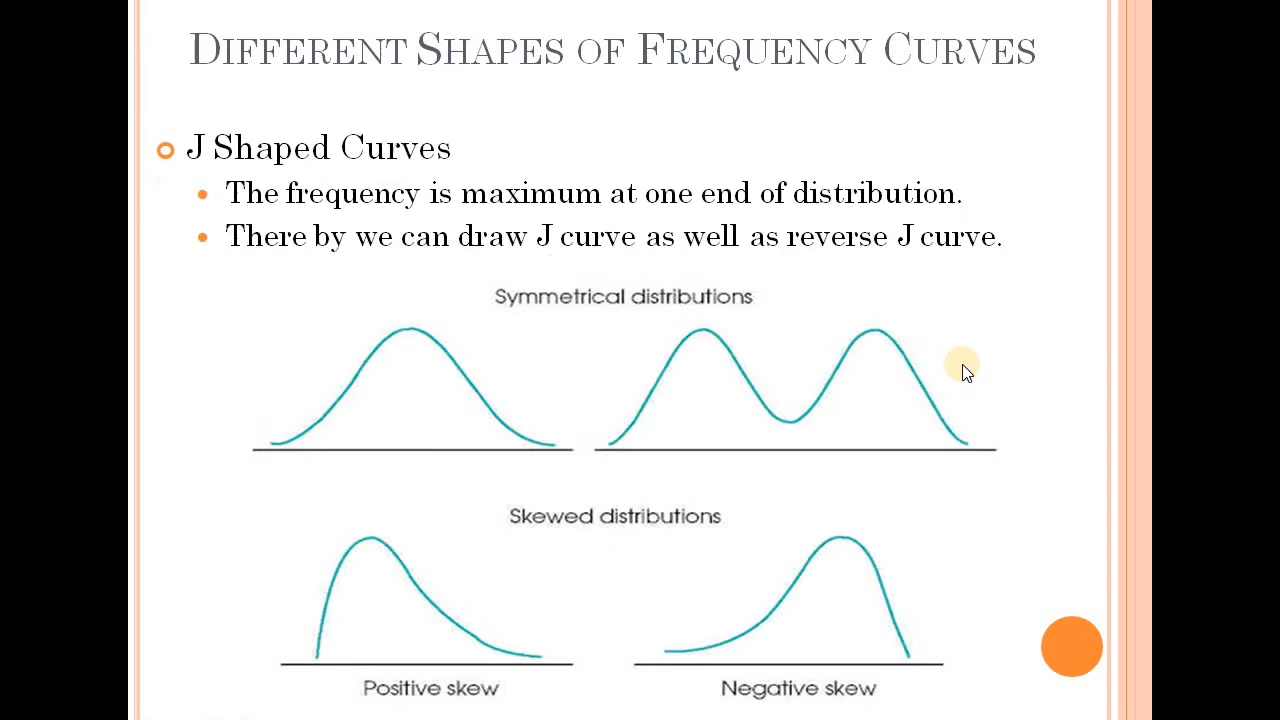 DIFFERENT SHAPES OF FREQUENCY CURVES
J Shaped Curves
The frequency is maximum at one end of distribution.
There by we can draw J curve as well as reverse J curve.
Symmetrical distributions
Skewed distributions
Positive skew
Negative skew